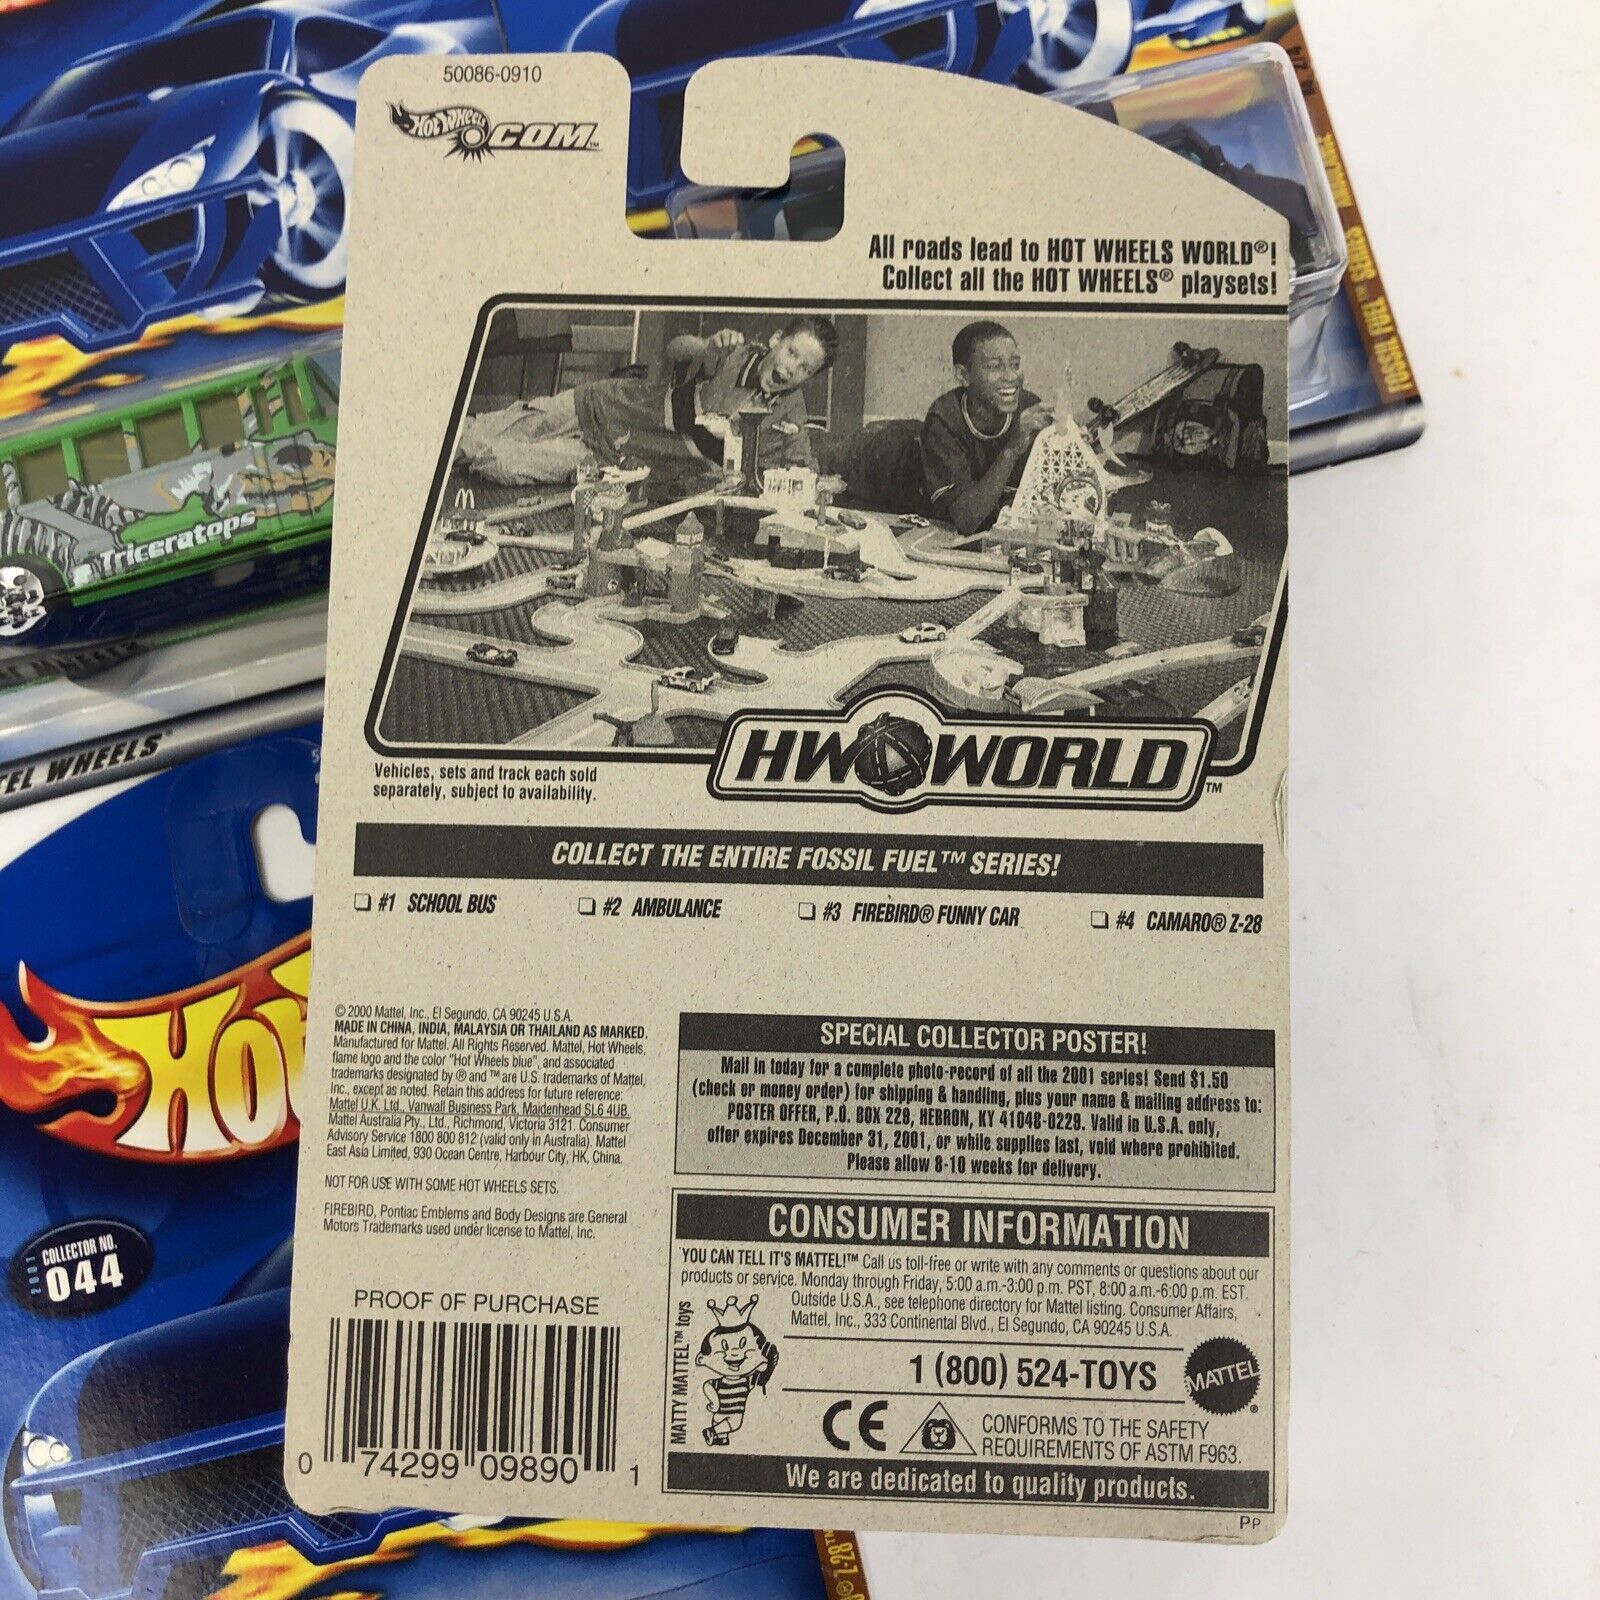 50086-0910
HOT WHEELS.COM™
All roads lead to HOT WHEELS WORLD®!
Collect all the HOT WHEELS® playsets!
HW WORLD™
Vehicles, sets and track each sold
separately, subject to availability.
COLLECT THE ENTIRE FOSSIL FUEL™ SERIES!
#1 SCHOOL BUS
#2 AMBULANCE
#3 FIREBIRD® FUNNY CAR
#4 CAMARO® Z-28
© 2000 Mattel, Inc., El Segundo, CA 90245 U.S.A.
MADE IN CHINA, INDIA, MALAYSIA OR THAILAND AS MARKED.
Manufactured for Mattel. All Rights Reserved. Mattel, Hot Wheels,
flame logo and the color "Hot Wheels blue", and associated
trademarks designated by ® and ™ are U.S. trademarks of Mattel,
Inc., except as noted. Retain this address for future reference:
Mattel U.K. Ltd., Vanwall Business Park, Maidenhead SL6 4UB.
Mattel Australia Pty., Ltd., Richmond, Victoria 3121. Consumer
Advisory Service 1800 800 812 (valid only in Australia). Mattel
East Asia Limited, 930 Ocean Centre, Harbour City, HK, China.
NOT FOR USE WITH SOME HOT WHEELS SETS.
FIREBIRD, Pontiac Emblems and Body Designs are General
Motors Trademarks used under license to Mattel, Inc.
PROOF OF PURCHASE
0 74299 09890 1
SPECIAL COLLECTOR POSTER!
Mail in today for a complete photo-record of all the 2001 series! Send $1.50
(check or money order) for shipping & handling, plus your name & mailing address to:
POSTER OFFER, P.O. BOX 229, HEBRON, KY 41048-0229. Valid in U.S.A. only,
offer expires December 31, 2001, or while supplies last, void where prohibited.
Please allow 8-10 weeks for delivery.
CONSUMER INFORMATION
YOU CAN TELL IT'S MATTEL!™ Call us toll-free or write with any comments or questions about our
products or service. Monday through Friday, 5:00 a.m.-3:00 p.m. PST, 8:00 a.m.-6:00 p.m. EST.
Outside U.S.A., see telephone directory for Mattel listing. Consumer Affairs,
Mattel, Inc., 333 Continental Blvd., El Segundo, CA 90245 U.S.A.
MATTY MATTEL™ toys
1 (800) 524-TOYS
MATTEL®
CE
CONFORMS TO THE SAFETY
REQUIREMENTS OF ASTM F963.
We are dedicated to quality products.
PP
Triceratops
WHEELS
HO
2001
COLLECTOR NO.
044
FOSSIL FUEL™ SERIES
Z-28™